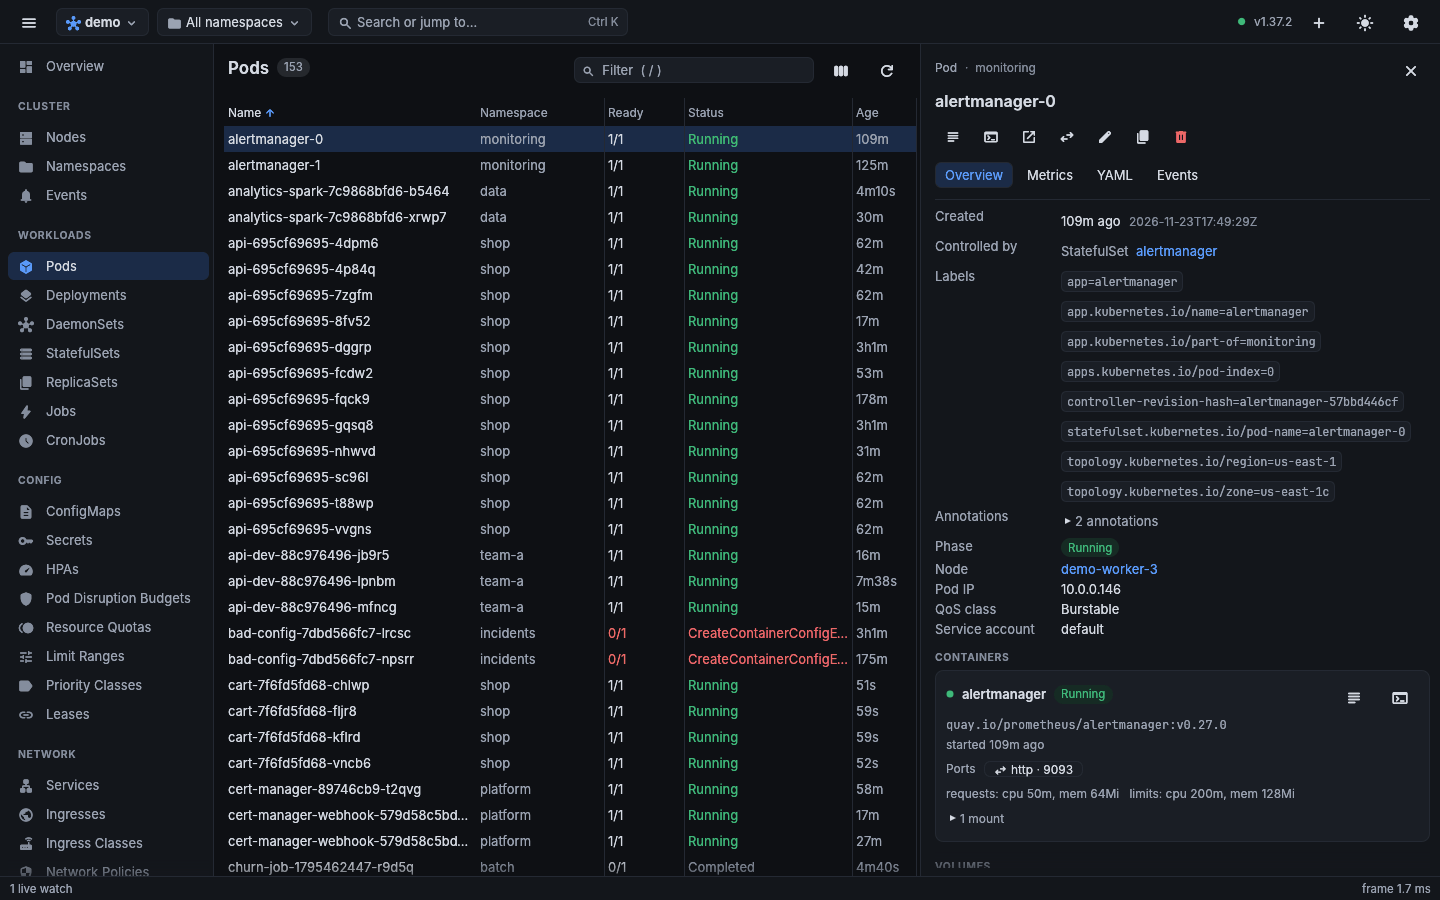 demo
All namespaces
Search or jump to...
Ctrl K
v1.37.2
Overview
CLUSTER
Nodes
Namespaces
Events
WORKLOADS
Pods
Deployments
DaemonSets
StatefulSets
ReplicaSets
Jobs
CronJobs
CONFIG
ConfigMaps
Secrets
HPAs
Pod Disruption Budgets
Resource Quotas
Limit Ranges
Priority Classes
Leases
NETWORK
Services
Ingresses
Ingress Classes
Network Policies
Pods 153
Filter ( / )
Name Namespace Ready Status Age
alertmanager-0 monitoring 1/1 Running 109m
alertmanager-1 monitoring 1/1 Running 125m
analytics-spark-7c9868bfd6-b5464 data 1/1 Running 4m10s
analytics-spark-7c9868bfd6-xrwp7 data 1/1 Running 30m
api-695cf69695-4dpm6 shop 1/1 Running 62m
api-695cf69695-4p84q shop 1/1 Running 42m
api-695cf69695-7zgfm shop 1/1 Running 62m
api-695cf69695-8fv52 shop 1/1 Running 17m
api-695cf69695-dggrp shop 1/1 Running 3h1m
api-695cf69695-fcdw2 shop 1/1 Running 53m
api-695cf69695-fqck9 shop 1/1 Running 178m
api-695cf69695-gqsq8 shop 1/1 Running 3h1m
api-695cf69695-nhwvd shop 1/1 Running 31m
api-695cf69695-sc96l shop 1/1 Running 62m
api-695cf69695-t88wp shop 1/1 Running 62m
api-695cf69695-vvgns shop 1/1 Running 62m
api-dev-88c976496-jb9r5 team-a 1/1 Running 16m
api-dev-88c976496-lpnbm team-a 1/1 Running 7m38s
api-dev-88c976496-mfncg team-a 1/1 Running 15m
bad-config-7dbd566fc7-lrcsc incidents 0/1 CreateContainerConfigE... 3h1m
bad-config-7dbd566fc7-npsrr incidents 0/1 CreateContainerConfigE... 175m
cart-7f6fd5fd68-chlwp shop 1/1 Running 51s
cart-7f6fd5fd68-fljr8 shop 1/1 Running 59s
cart-7f6fd5fd68-kflrd shop 1/1 Running 59s
cart-7f6fd5fd68-vncb6 shop 1/1 Running 52s
cert-manager-89746cb9-t2qvg platform 1/1 Running 58m
cert-manager-webhook-579d58c5bd... platform 1/1 Running 17m
cert-manager-webhook-579d58c5bd... platform 1/1 Running 27m
churn-job-1795462447-r9d5q batch 0/1 Completed 4m40s
Pod · monitoring
alertmanager-0
Overview Metrics YAML Events
Created 109m ago 2026-11-23T17:49:29Z
Controlled by StatefulSet alertmanager
Labels app=alertmanager
app.kubernetes.io/name=alertmanager
app.kubernetes.io/part-of=monitoring
apps.kubernetes.io/pod-index=0
controller-revision-hash=alertmanager-57bbd446cf
statefulset.kubernetes.io/pod-name=alertmanager-0
topology.kubernetes.io/region=us-east-1
topology.kubernetes.io/zone=us-east-1c
Annotations 2 annotations
Phase Running
Node demo-worker-3
Pod IP 10.0.0.146
QoS class Burstable
Service account default
CONTAINERS
alertmanager Running
quay.io/prometheus/alertmanager:v0.27.0
started 109m ago
Ports http · 9093
requests: cpu 50m, mem 64Mi limits: cpu 200m, mem 128Mi
1 mount
VOLUMES
1 live watch
frame 1.7 ms